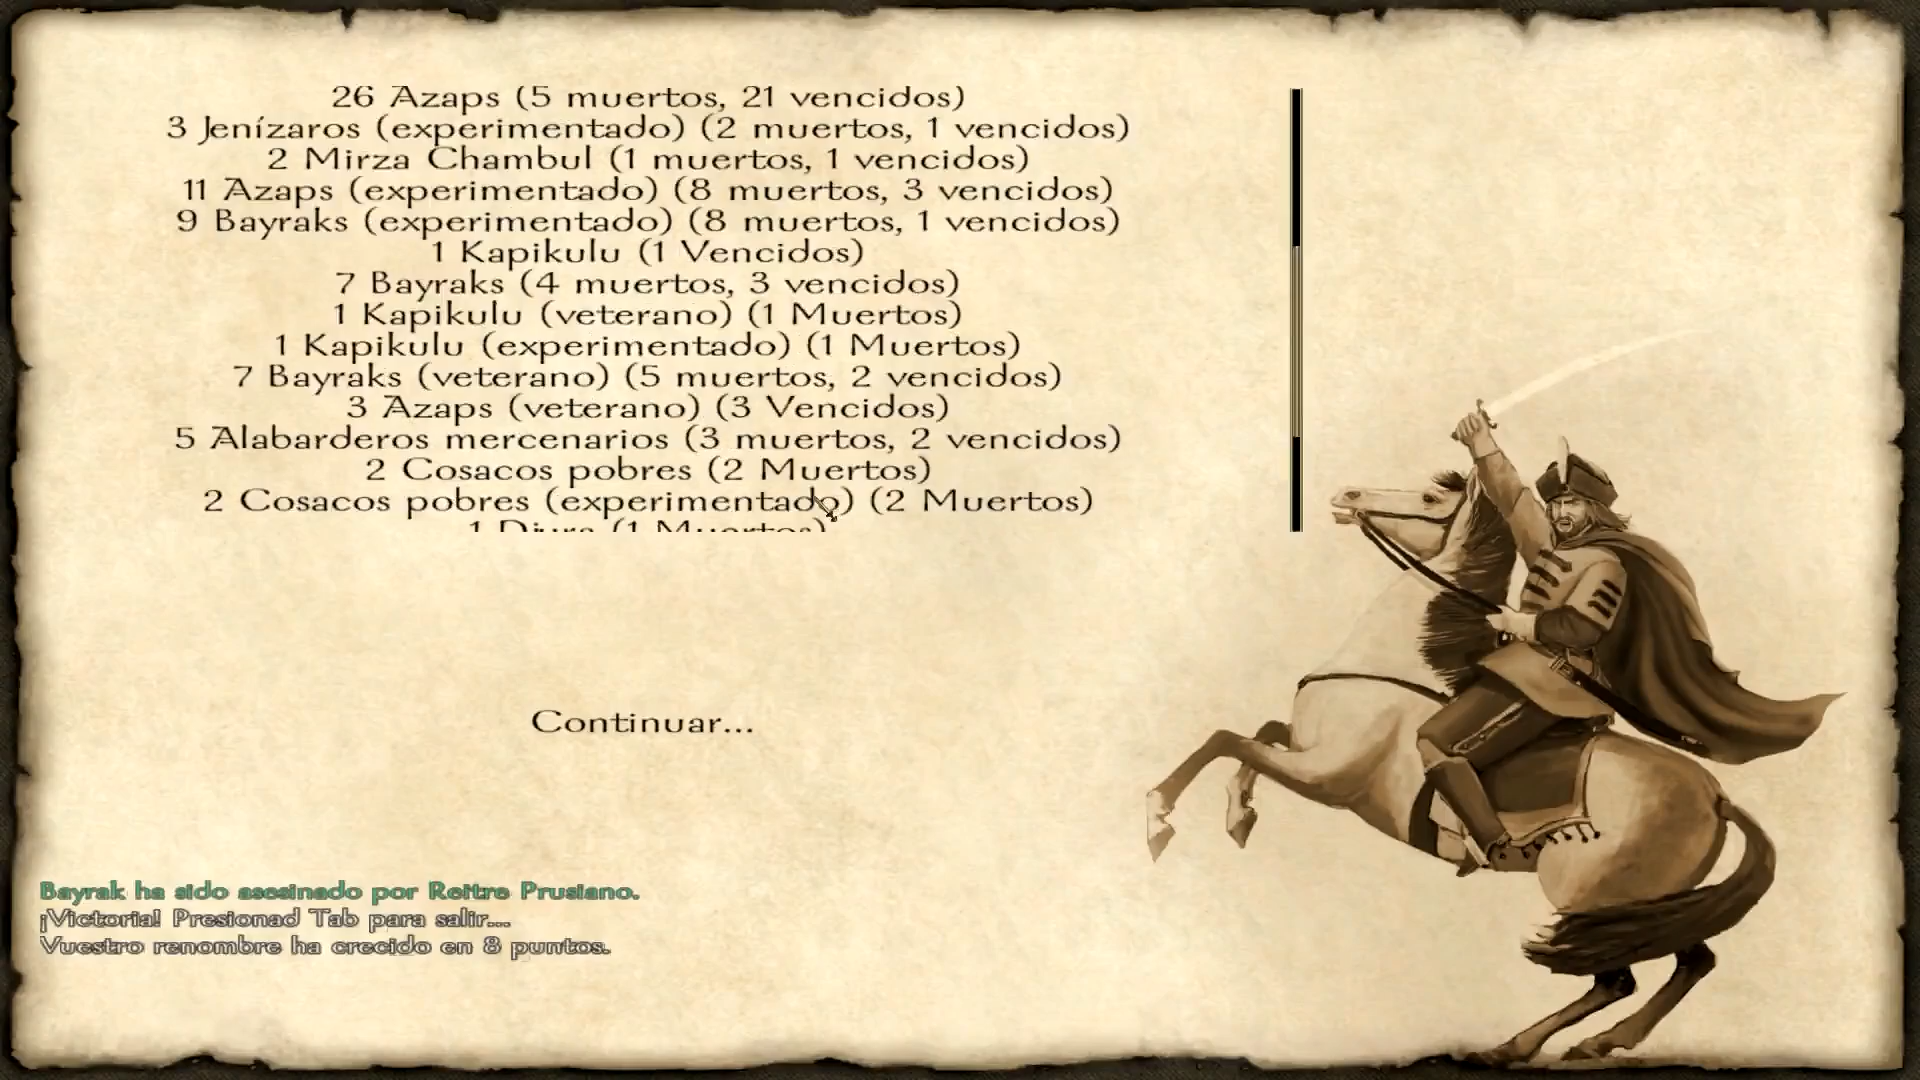 26 Azaps (5 muertos, 21 vencidos)
3 Jenízaros (experimentado) (2 muertos, 1 vencidos)
2 Mirza Chambul (1 muertos, 1 vencidos)
11 Azaps (experimentado) (8 muertos, 3 vencidos)
9 Bayraks (experimentado) (8 muertos, 1 vencidos)
1 Kapikulu (1 Vencidos)
7 Bayraks (4 muertos, 3 vencidos)
1 Kapikulu (veterano) (1 Muertos)
1 Kapikulu (experimentado) (1 Muertos)
7 Bayraks (veterano) (5 muertos, 2 vencidos)
3 Azaps (veterano) (3 Vencidos)
5 Alabarderos mercenarios (3 muertos, 2 vencidos)
2 Cosacos pobres (2 Muertos)
2 Cosacos pobres (experimentado) (2 Muertos)
1 Djura (1 Muertos)
Continuar...
Bayrak ha sido asesinado por Reitre Prusiano.
¡Victoria! Presionad Tab para salir...
Vuestro renombre ha crecido en 8 puntos.